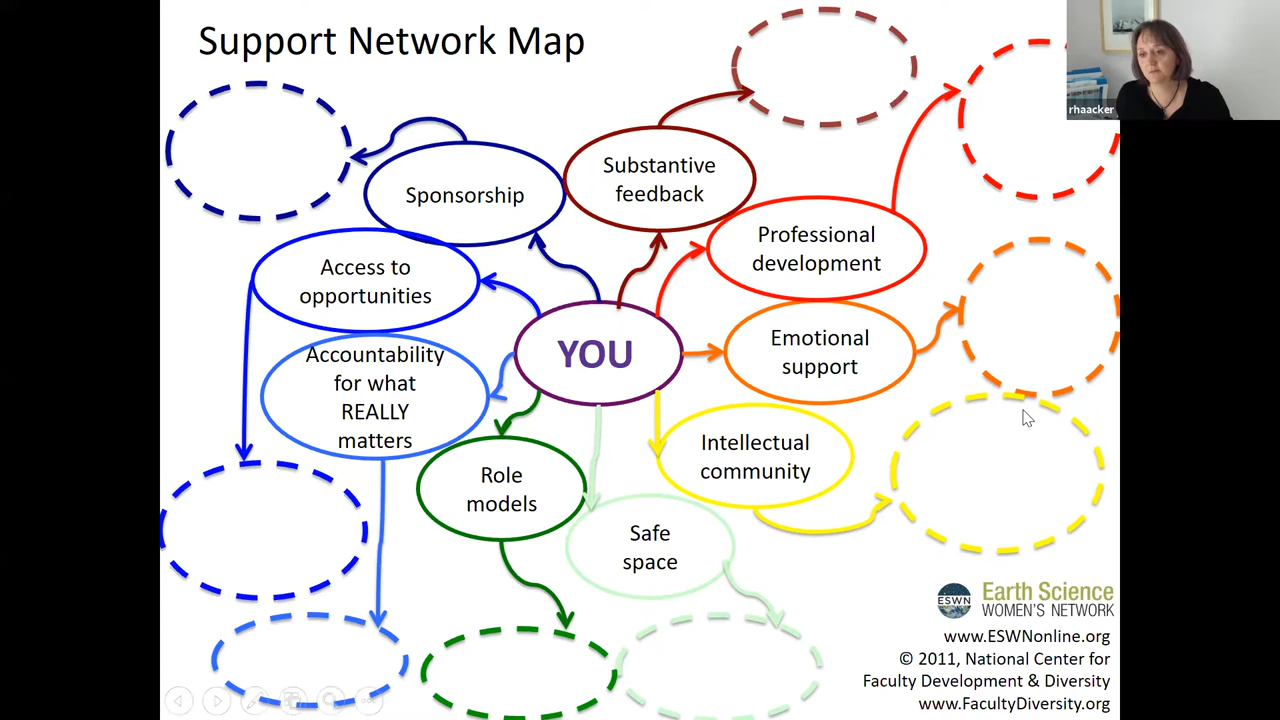 Support Network Map
rhaacker
Substantive
feedback
Sponsorship
Professional
development
Access to
opportunities
Emotional
support
YOU
Accountability
for what
REALLY
matters
Intellectual
community
Role
models
Safe
space
ESWN
Earth Science
WOMEN'S NETWORK
www.ESWNonline.org
© 2011, National Center for
Faculty Development & Diversity
www.FacultyDiversity.org